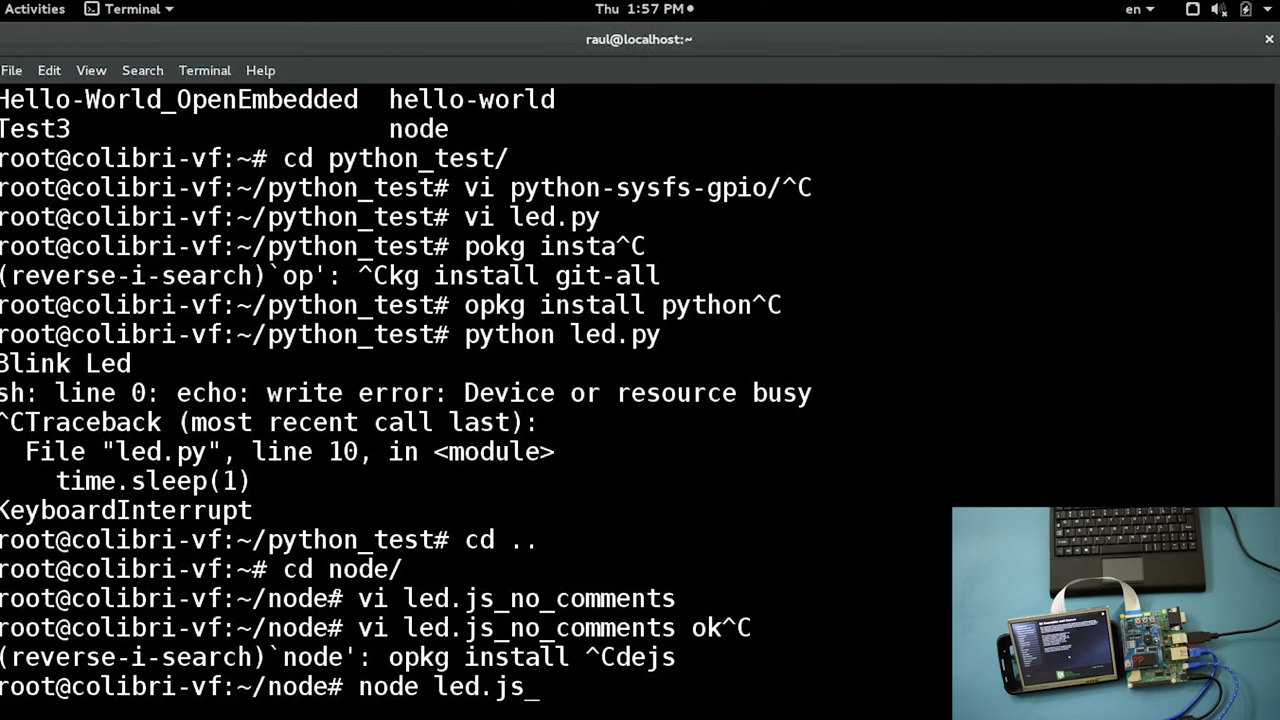 Activities Terminal Thu 1:57 PM en
raul@localhost:~
File Edit View Search Terminal Help
Hello-World_OpenEmbedded hello-world
Test3 node
root@colibri-vf:~# cd python_test/
root@colibri-vf:~/python_test# vi python-sysfs-gpio/^C
root@colibri-vf:~/python_test# vi led.py
root@colibri-vf:~/python_test# pokg insta^C
(reverse-i-search)`op': ^Ckg install git-all
root@colibri-vf:~/python_test# opkg install python^C
root@colibri-vf:~/python_test# python led.py
Blink Led
sh: line 0: echo: write error: Device or resource busy
^CTraceback (most recent call last):
File "led.py", line 10, in <module>
time.sleep(1)
KeyboardInterrupt
root@colibri-vf:~/python_test# cd ..
root@colibri-vf:~# cd node/
root@colibri-vf:~/node# vi led.js_no_comments
root@colibri-vf:~/node# vi led.js_no_comments ok^C
(reverse-i-search)`node': opkg install ^Cdejs
root@colibri-vf:~/node# node led.js_